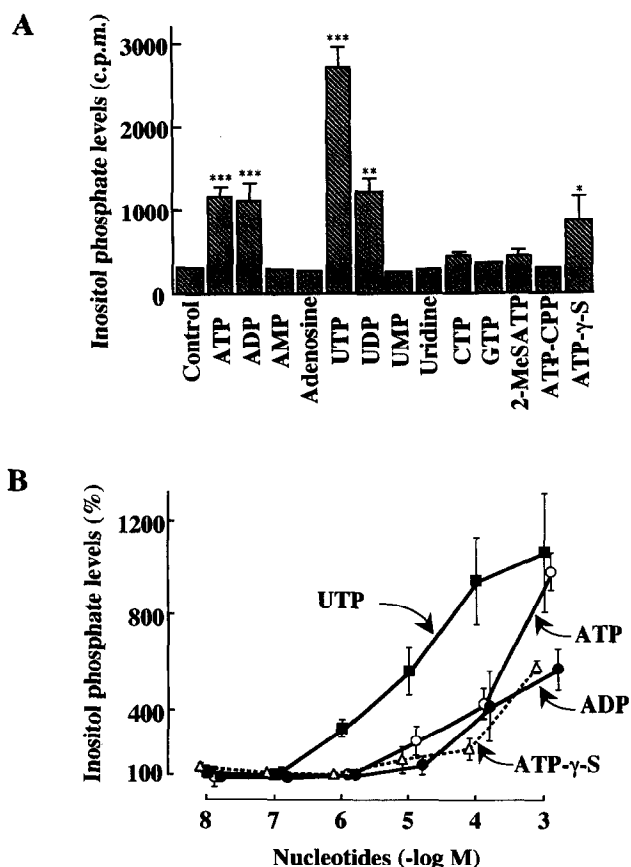 A
Inositol phosphate levels (c.p.m.)
3000
2000
1000
0
***
***
***
***
**
*
Control
ATP
ADP
AMP
Adenosine
UTP
UDP
UMP
Uridine
CTP
GTP
2-MeSATP
ATP-CPP
ATP-γ-S
B
Inositol phosphate levels (%)
1200
800
400
100
UTP
ATP
ADP
ATP-γ-S
8
7
6
5
4
3
Nucleotides (-log M)